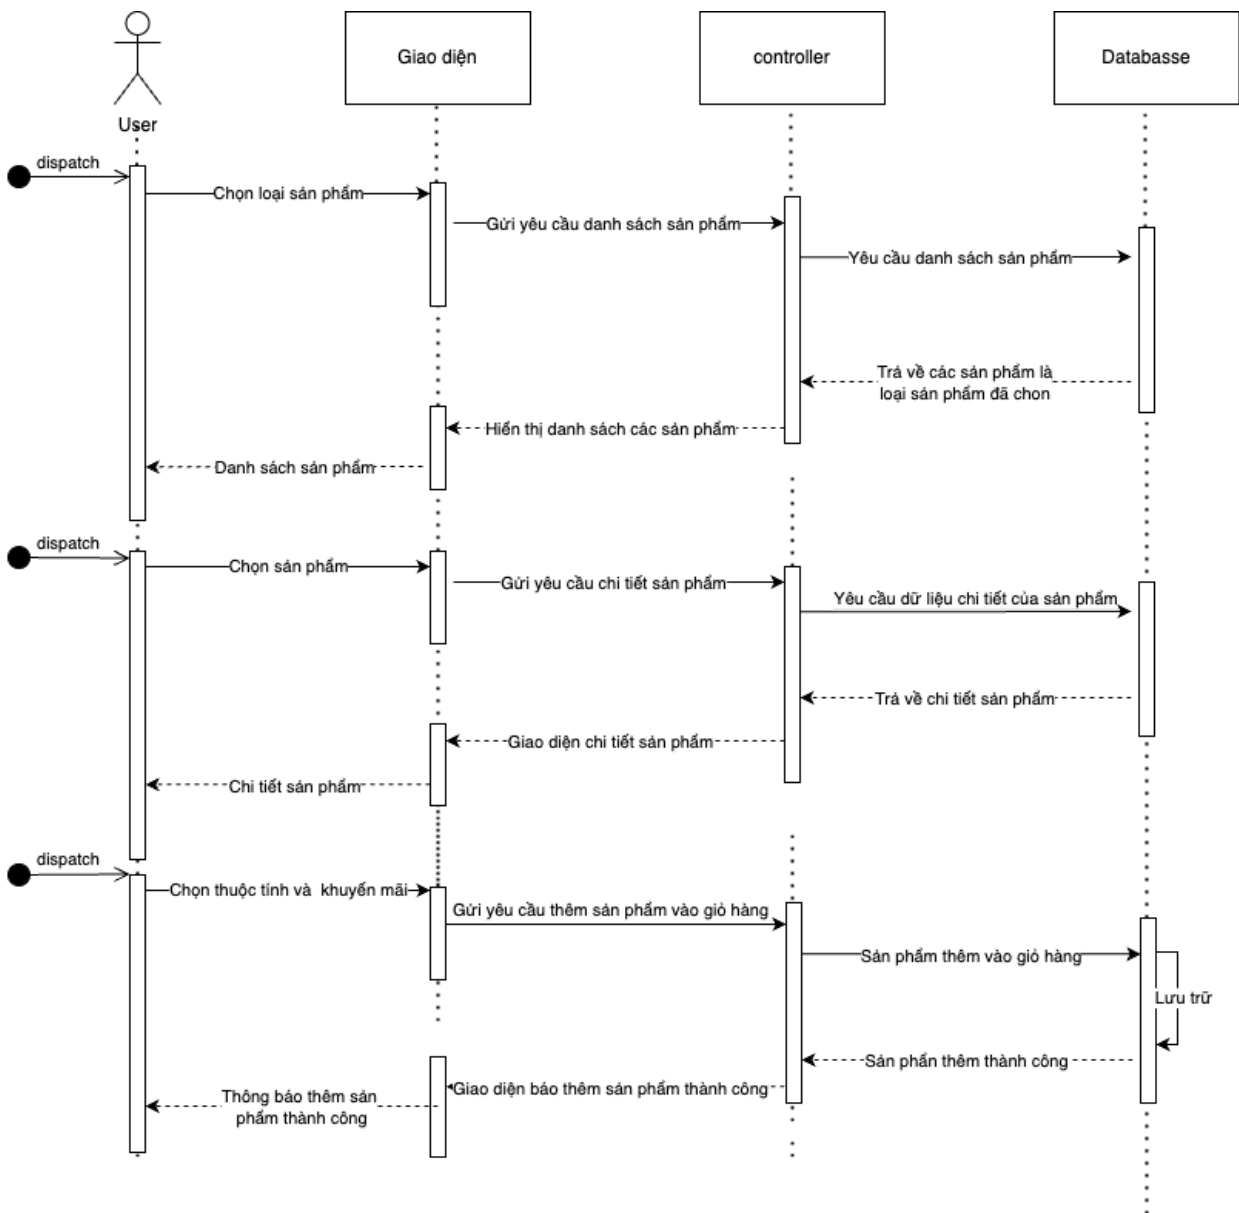 Giao diện
controller
Databasse
User
dispatch
Chọn loại sản phẩm
Gửi yêu cầu danh sách sản phẩm
Yêu cầu danh sách sản phẩm
Trả về các sản phẩm là
loại sản phẩm đã chon
Hiển thị danh sách các sản phẩm
Danh sách sản phẩm
dispatch
Chọn sản phẩm
Gửi yêu cầu chi tiết sản phẩm
Yêu cầu dữ liệu chi tiết của sản phẩm
Trả về chi tiết sản phẩm
Giao diện chi tiết sản phẩm
Chi tiết sản phẩm
dispatch
Chọn thuộc tính và khuyến mãi
Gửi yêu cầu thêm sản phẩm vào giỏ hàng
Sản phẩm thêm vào giỏ hàng
Lưu trữ
Sản phẩn thêm thành công
Giao diện báo thêm sản phẩm thành công
Thông báo thêm sản
phẩm thành công